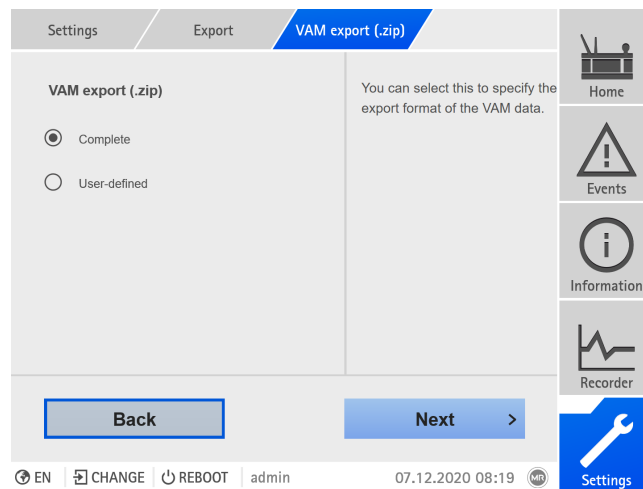 Settings
Export
VAM export (.zip)
VAM export (.zip)
Complete
User-defined
You can select this to specify the
export format of the VAM data.
Back
Next >
EN
CHANGE
REBOOT
admin
07.12.2020 08:19
MR
Home
Events
Information
Recorder
Settings